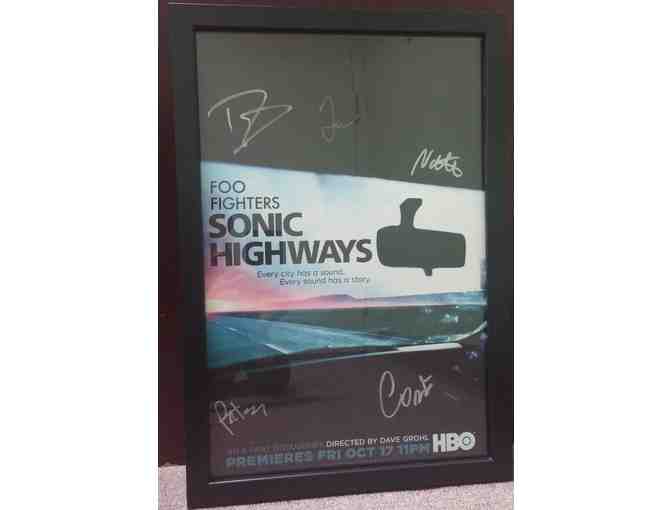 FOO
FIGHTERS
SONIC
HIGHWAYS
Every city has a sound.
Every sound has a story.
DIRECTED BY DAVE GROHL
PREMIERES FRI OCT 17 11PM HBO